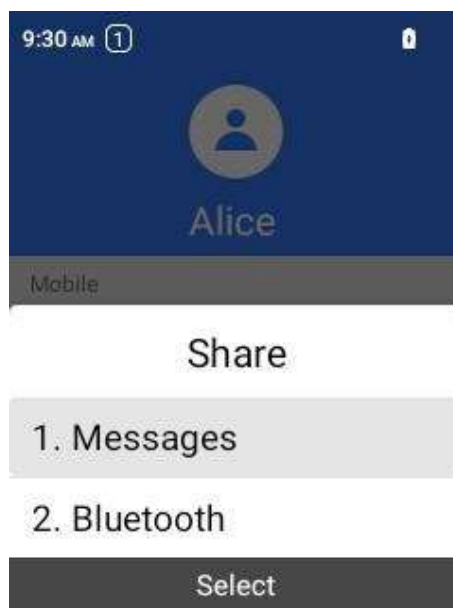 9:30 AM 1
Alice
Mobile
Share
1. Messages
2. Bluetooth
Select